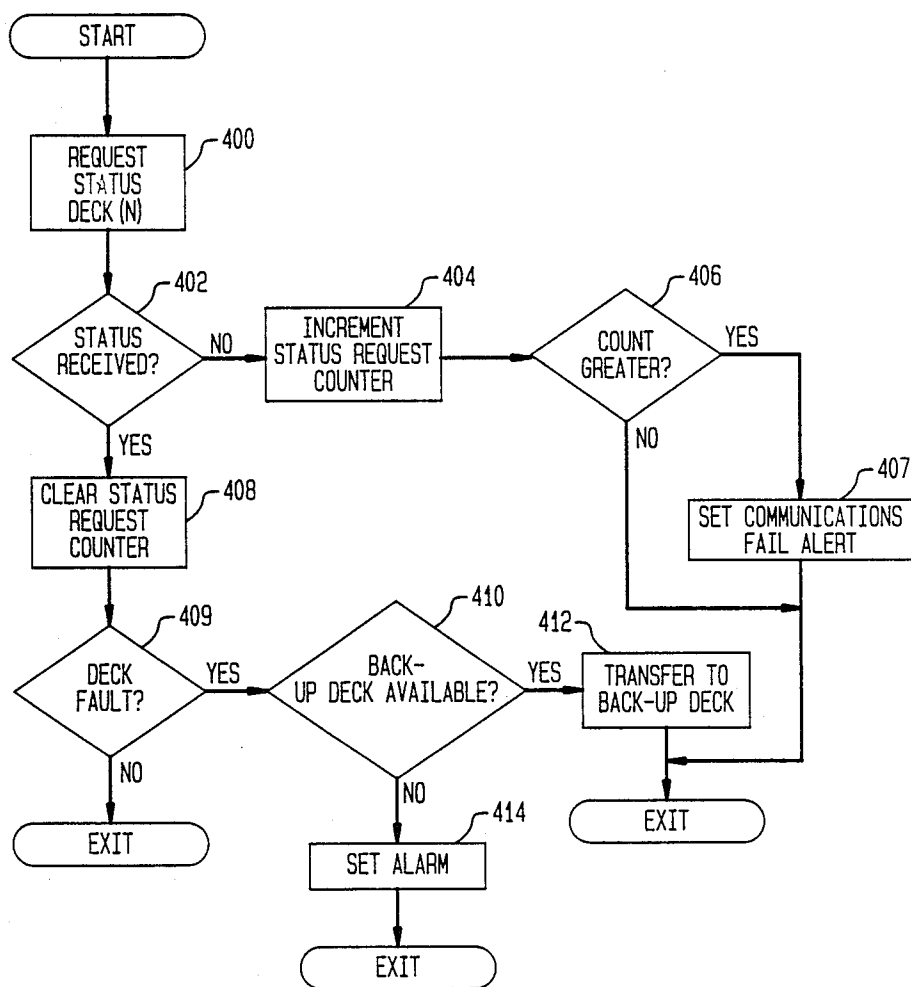 START
400
REQUEST
STATUS
DECK (N)
402
STATUS
RECEIVED?
NO
YES
404
INCREMENT
STATUS REQUEST
COUNTER
406
COUNT
GREATER?
YES
NO
407
SET COMMUNICATIONS
FAIL ALERT
408
CLEAR STATUS
REQUEST
COUNTER
409
DECK
FAULT?
YES
NO
EXIT
410
BACK-
UP DECK AVAILABLE?
YES
NO
412
TRANSFER TO
BACK-UP DECK
EXIT
414
SET ALARM
EXIT